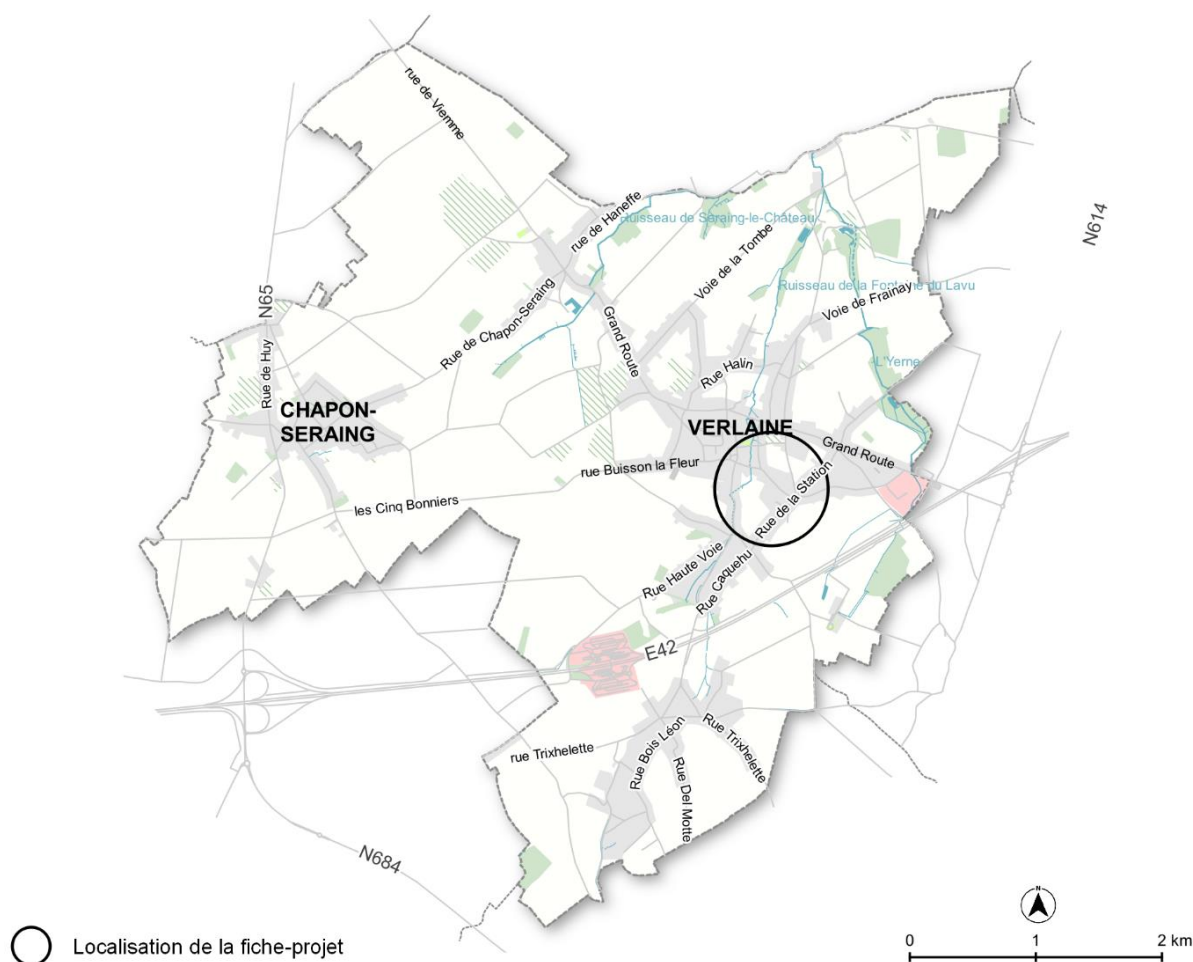 rue de Viemme
rue de Haneffe
Ruisseau de Seraing-le-Château
N614
Voie de la Tombe
Ruisseau de la Fontaine du Lavu
N65
Rue de Chapon-Seraing
Voie de Frainay
Grand Route
Rue de Huy
Rue Halin
L'Yerne
CHAPON-
SERAING
VERLAINE
Grand Route
rue Buisson la Fleur
Rue de la Station
les Cinq Bonniers
Rue Haute Voie
Rue Caquehu
E42
Rue Bois Léon
Rue Trixhelette
rue Trixhelette
Rue Del Motte
N684
N
Localisation de la fiche-projet
0 1 2 km